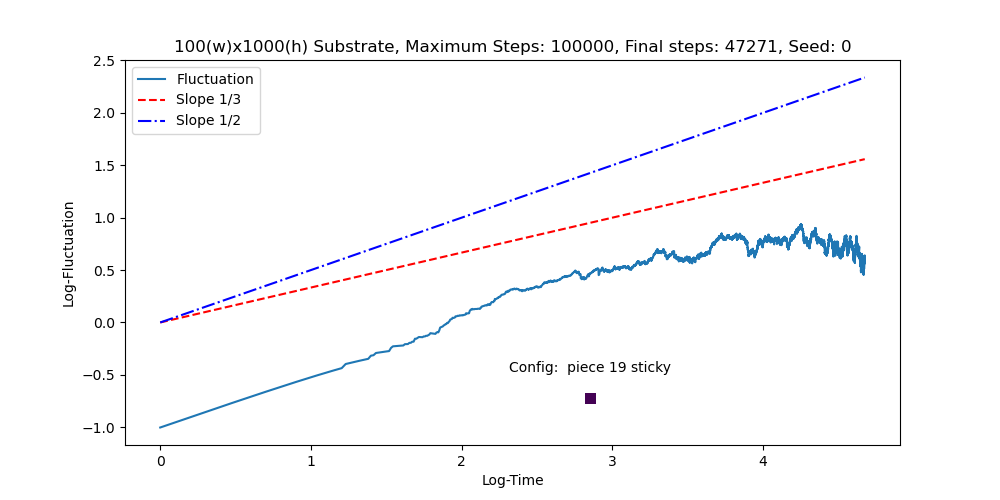 100(w)x1000(h) Substrate, Maximum Steps: 100000, Final steps: 47271, Seed: 0
Fluctuation
Slope 1/3
Slope 1/2
2.5
2.0
1.5
1.0
0.5
0.0
−0.5
−1.0
Log-Fluctuation
Config:  piece 19 sticky
0 1 2 3 4
Log-Time